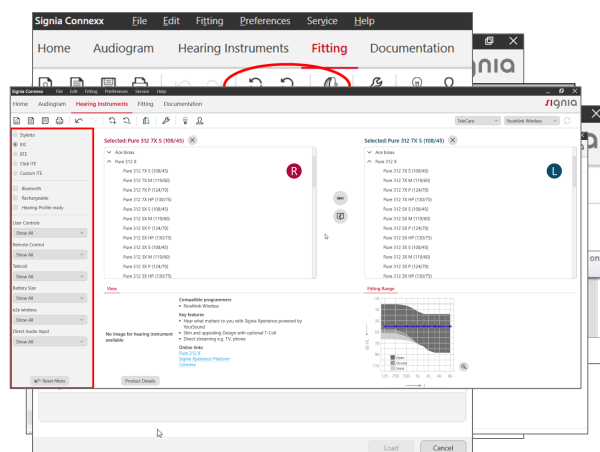 Signia Connexx File Edit Fitting Preferences Service Help
Home Audiogram Hearing Instruments Fitting Documentation
Signia Connexx File Edit Fitting Preferences Service Help
Home Audiogram Hearing Instruments Fitting Documentation
signia
TeleCare Noahlink Wireless
Styletto
RIC
BTE
Click ITE
Custom ITE
Bluetooth
Rechargeable
Hearing Profile ready
User Controls
Show All
Remote Control
Show All
Telecoil
Show All
Battery Size
Show All
e2e wireless
Show All
Direct Audio Input
Show All
Reset filters
Selected: Pure 312 7X S (108/45)
Ace binax
Pure 312 X
Pure 312 7X S (108/45)
Pure 312 7X M (119/60)
Pure 312 7X P (124/70)
Pure 312 7X HP (130/75)
Pure 312 5X S (108/45)
Pure 312 5X M (119/60)
Pure 312 5X P (124/70)
Pure 312 5X HP (130/75)
Pure 312 3X S (108/45)
Pure 312 3X M (119/60)
Pure 312 3X P (124/70)
Pure 312 3X HP (130/75)
R
Selected: Pure 312 7X S (108/45)
Ace binax
Pure 312 X
Pure 312 7X S (108/45)
Pure 312 7X M (119/60)
Pure 312 7X P (124/70)
Pure 312 7X HP (130/75)
Pure 312 5X S (108/45)
Pure 312 5X M (119/60)
Pure 312 5X P (124/70)
Pure 312 5X HP (130/75)
Pure 312 3X S (108/45)
Pure 312 3X M (119/60)
Pure 312 3X P (124/70)
Pure 312 3X HP (130/75)
L
View
No image for hearing instrument
available
Compatible programmers
• Noahlink Wireless
Key features
• Hear what matters to you with Signia Xperience powered by
YourSound
• Slim and appealing Design with optional T-Coil
• Direct streaming e.g. TV, phone
Online links
Pure 312 X
Signia Xperience Platform
Connexx
Product Details
Fitting Range
Open
Closed
125 250 500 1k 2k 4k 8k
Load Cancel